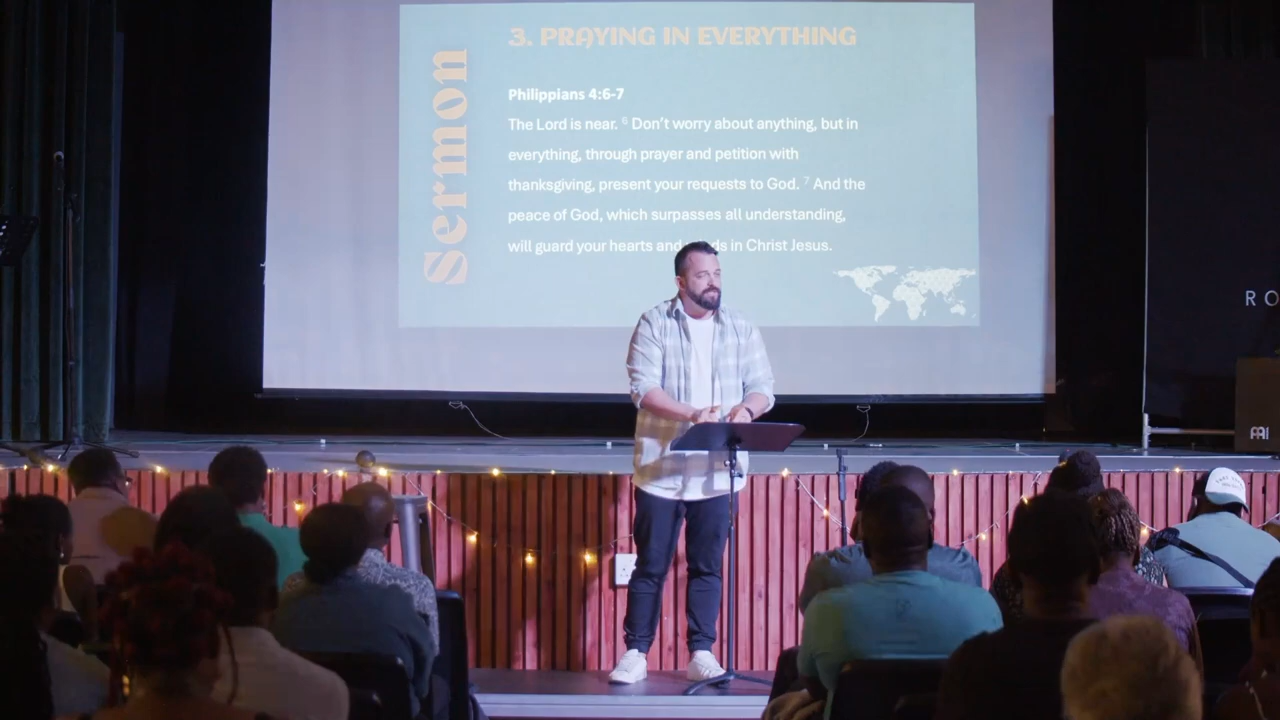 Sermon
3. PRAYING IN EVERYTHING
Philippians 4:6-7
The Lord is near. ⁶ Don't worry about anything, but in
everything, through prayer and petition with
thanksgiving, present your requests to God. ⁷ And the
peace of God, which surpasses all understanding,
will guard your hearts and ds in Christ Jesus.
RO